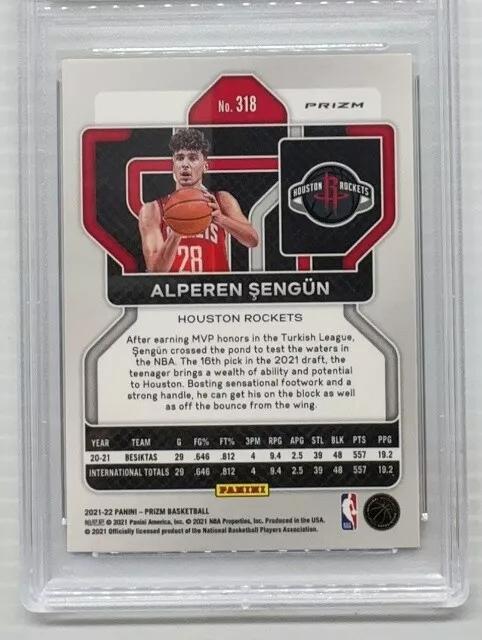 No. 318
PRIZM
HOUSTON ROCKETS
28
ALPEREN ŞENGÜN
HOUSTON ROCKETS
After earning MVP honors in the Turkish League,
Şengün crossed the pond to test the waters in
the NBA. The 16th pick in the 2021 draft, the
teenager brings a wealth of ability and potential
to Houston. Bosting sensational footwork and a
strong handle, he can get his on the block as well
as off the bounce from the wing.
YEAR TEAM G FG% FT% 3PM RPG APG STL BLK PTS PPG
20-21 BESIKTAS 29 .646 .812 4 9.4 2.5 39 48 557 19.2
INTERNATIONAL TOTALS 29 .646 .812 4 9.4 2.5 39 48 557 19.2
PANINI
2021-22 PANINI – PRIZM BASKETBALL
帕尼尼 © 2021 Panini America, Inc. © 2021 NBA Properties, Inc. Produced in the USA.
© 2021 Officially licensed product of the National Basketball Players Association.